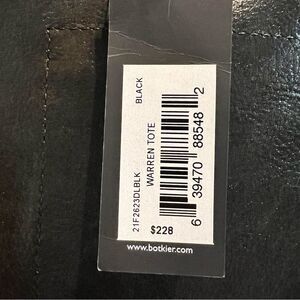 BLACK
WARREN TOTE
21F2623DLBLK
6 39470 88548 2
$228
www.botkier.com